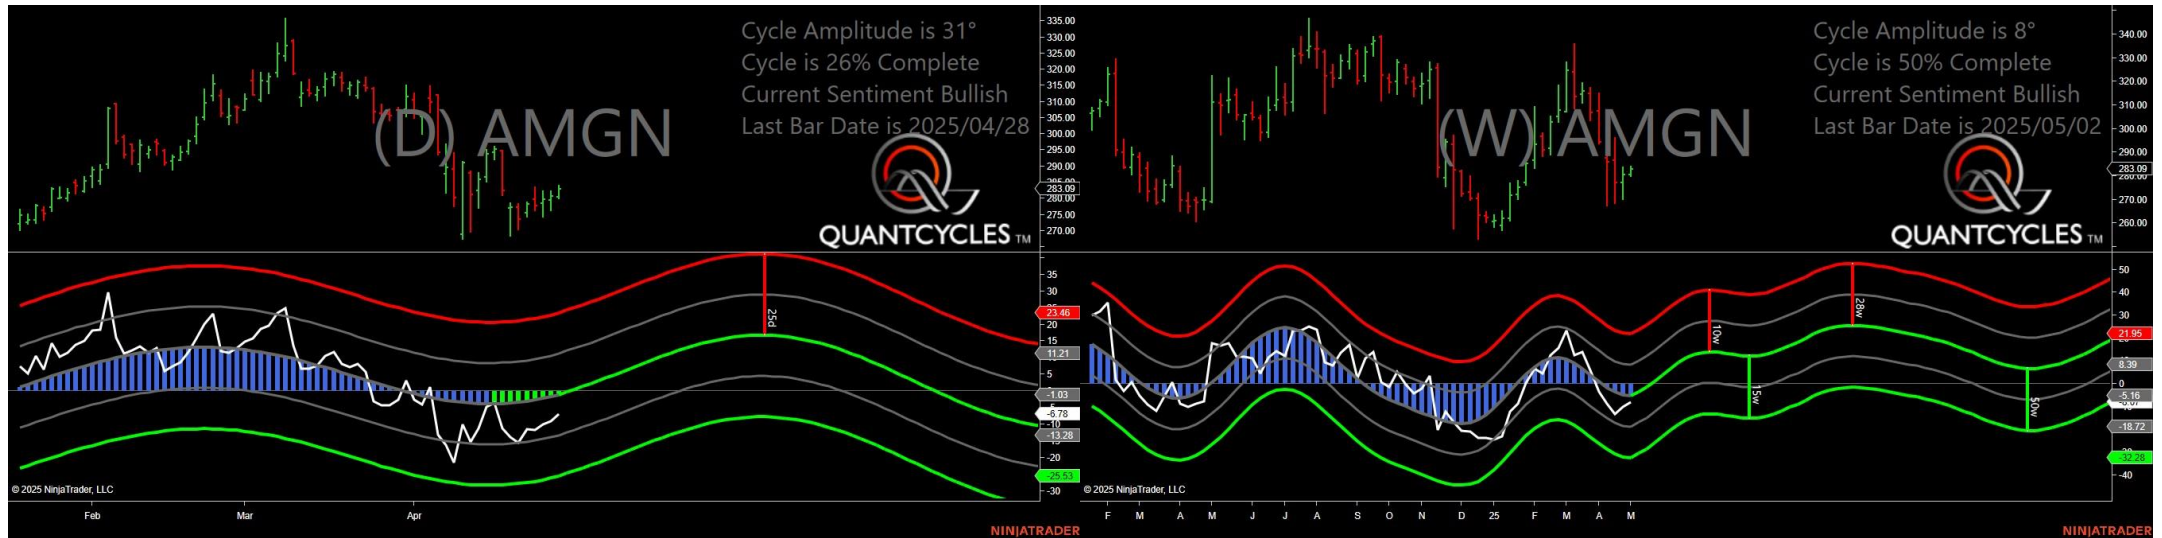 (D) AMGN
Cycle Amplitude is 31°
Cycle is 26% Complete
Current Sentiment Bullish
Last Bar Date is 2025/04/28
QUANTCYCLES TM
335.00
330.00
325.00
320.00
315.00
310.00
305.00
300.00
295.00
290.00
283.09
280.00
275.00
270.00
25d
35
30
23.46
20
15
11.21
5
-1.03
-6.78
-10
-13.28
-20
-25.53
-30
© 2025 NinjaTrader, LLC
Feb Mar Apr
NINJATRADER
(W) AMGN
Cycle Amplitude is 8°
Cycle is 50% Complete
Current Sentiment Bullish
Last Bar Date is 2025/05/02
QUANTCYCLES TM
340.00
330.00
320.00
310.00
300.00
290.00
283.09
270.00
260.00
10w
15w
28w
50w
50
40
30
21.95
8.39
0
-5.16
-18.72
-32.28
-40
© 2025 NinjaTrader, LLC
F M A M J J A S O N D 25 F M A M
NINJATRADER